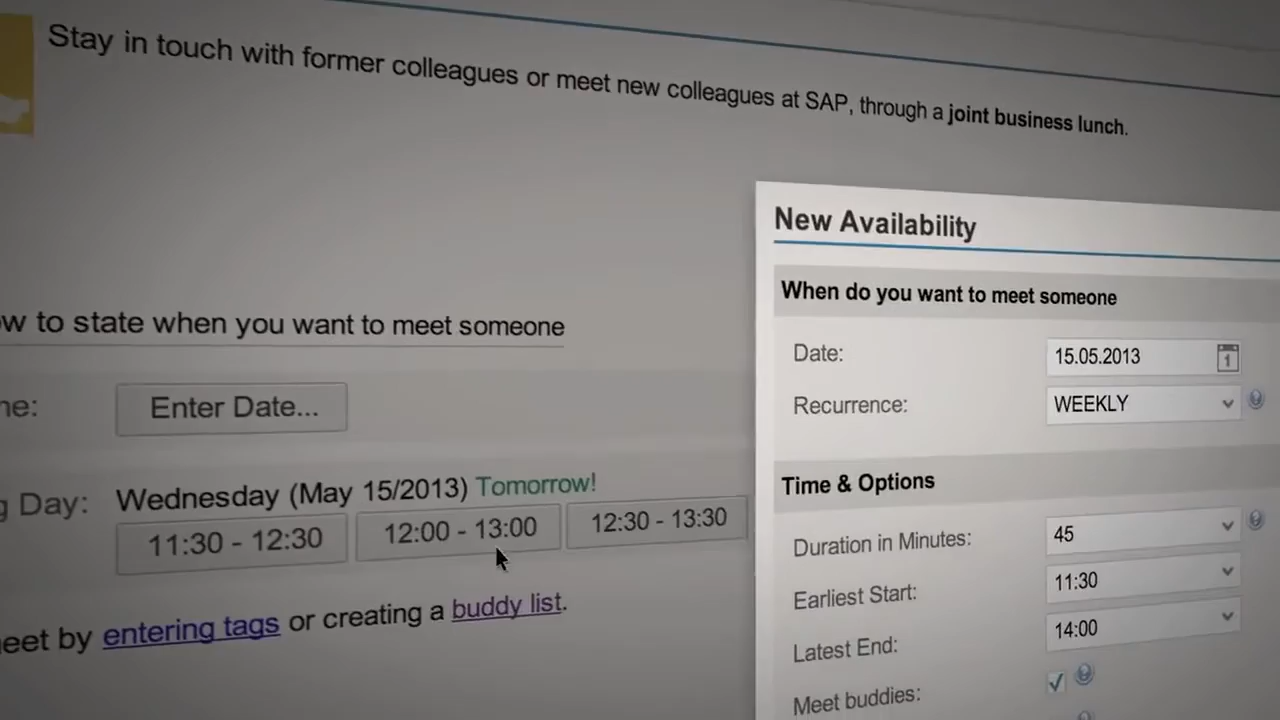 Stay in touch with former colleagues or meet new colleagues at SAP, through a joint business lunch.
New Availability
When do you want to meet someone
to state when you want to meet someone
Date: 15.05.2013
Recurrence: WEEKLY
Enter Date...
Time & Options
Day: Wednesday (May 15/2013) Tomorrow!
11:30 - 12:30 12:00 - 13:00 12:30 - 13:30
Duration in Minutes: 45
Earliest Start: 11:30
by entering tags or creating a buddy list.
Latest End: 14:00
Meet buddies: